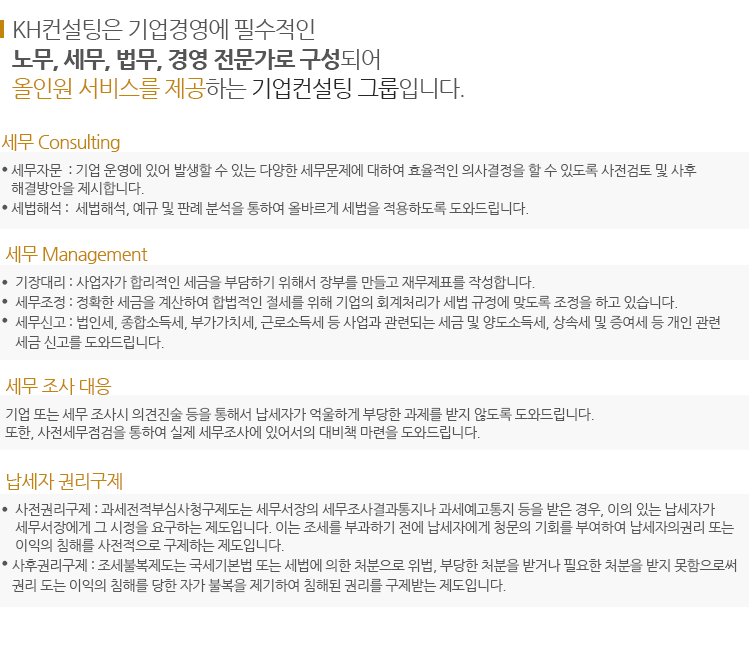 KH컨설팅은 기업경영에 필수적인
노무, 세무, 법무, 경영 전문가로 구성되어
올인원 서비스를 제공하는 기업컨설팅 그룹입니다.
세무 Consulting
• 세무자문 : 기업 운영에 있어 발생할 수 있는 다양한 세무문제에 대하여 효율적인 의사결정을 할 수 있도록 사전검토 및 사후
해결방안을 제시합니다.
• 세법해석 : 세법해석, 예규 및 판례 분석을 통하여 올바르게 세법을 적용하도록 도와드립니다.
세무 Management
• 기장대리 : 사업자가 합리적인 세금을 부담하기 위해서 장부를 만들고 재무제표를 작성합니다.
• 세무조정 : 정확한 세금을 계산하여 합법적인 절세를 위해 기업의 회계처리가 세법 규정에 맞도록 조정을 하고 있습니다.
• 세무신고 : 법인세, 종합소득세, 부가가치세, 근로소득세 등 사업과 관련되는 세금 및 양도소득세, 상속세 및 증여세 등 개인 관련
세금 신고를 도와드립니다.
세무 조사 대응
기업 또는 세무 조사시 의견진술 등을 통해서 납세자가 억울하게 부당한 과제를 받지 않도록 도와드립니다.
또한, 사전세무점검을 통하여 실제 세무조사에 있어서의 대비책 마련을 도와드립니다.
납세자 권리구제
• 사전권리구제 : 과세전적부심사청구제도는 세무서장의 세무조사결과통지나 과세예고통지 등을 받은 경우, 이의 있는 납세자가
세무서장에게 그 시정을 요구하는 제도입니다. 이는 조세를 부과하기 전에 납세자에게 청문의 기회를 부여하여 납세자의권리 또는
이익의 침해를 사전적으로 구제하는 제도입니다.
• 사후권리구제 : 조세불복제도는 국세기본법 또는 세법에 의한 처분으로 위법, 부당한 처분을 받거나 필요한 처분을 받지 못함으로써
권리 도는 이익의 침해를 당한 자가 불복을 제기하여 침해된 권리를 구제받는 제도입니다.